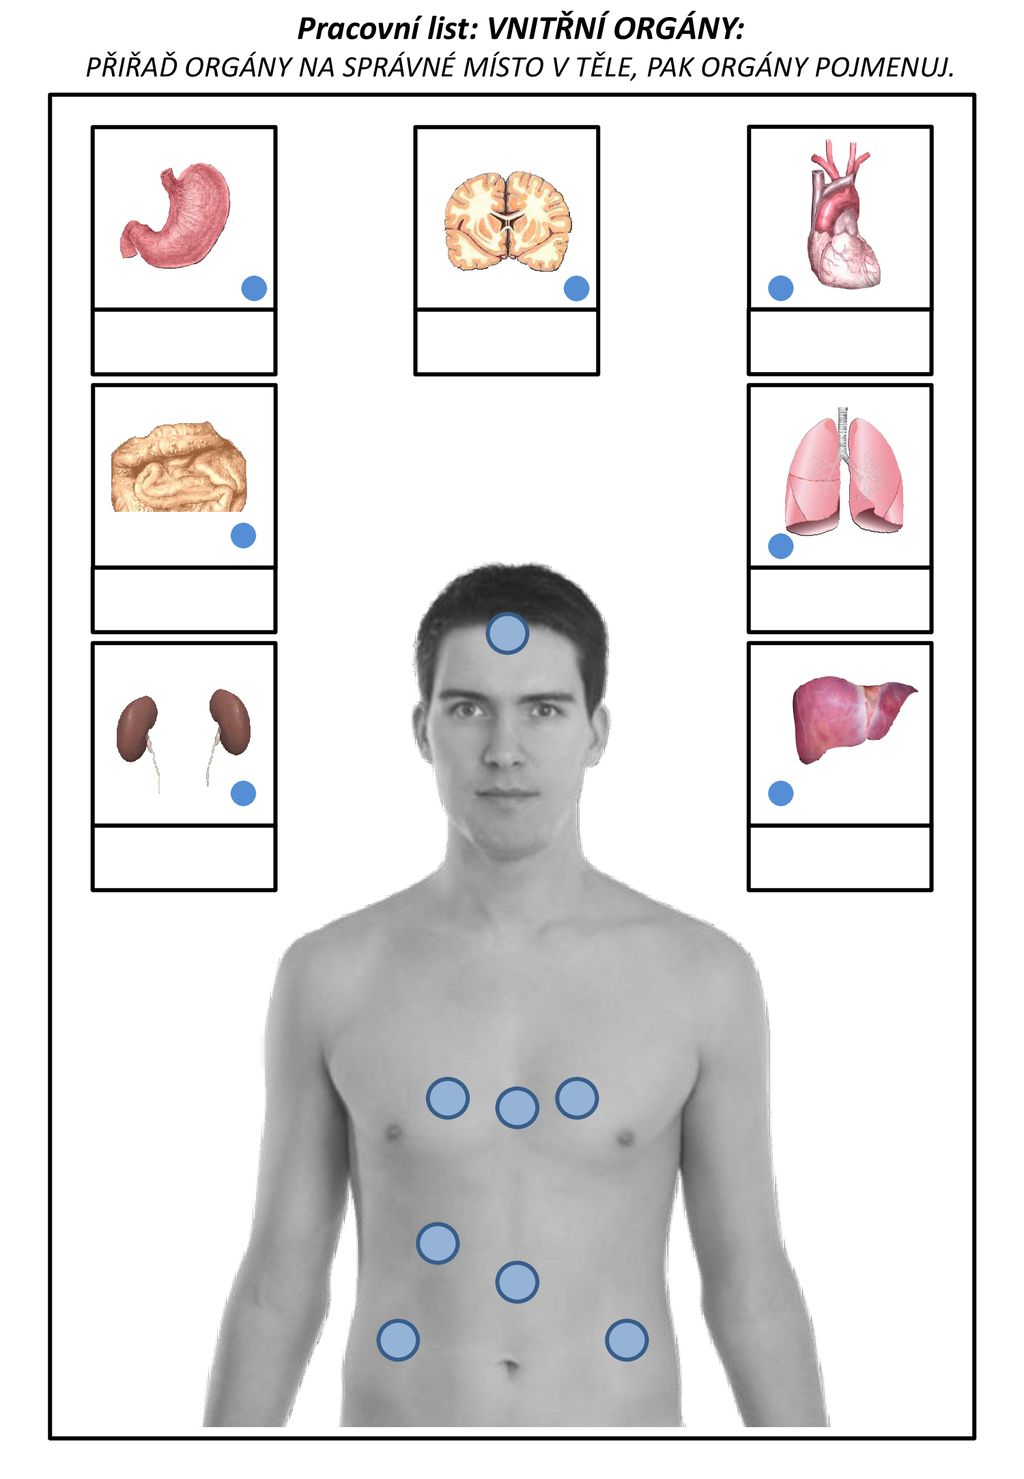 Pracovní list: VNITŘNÍ ORGÁNY:
PŘIŘAĎ ORGÁNY NA SPRÁVNÉ MÍSTO V TĚLE, PAK ORGÁNY POJMENUJ.